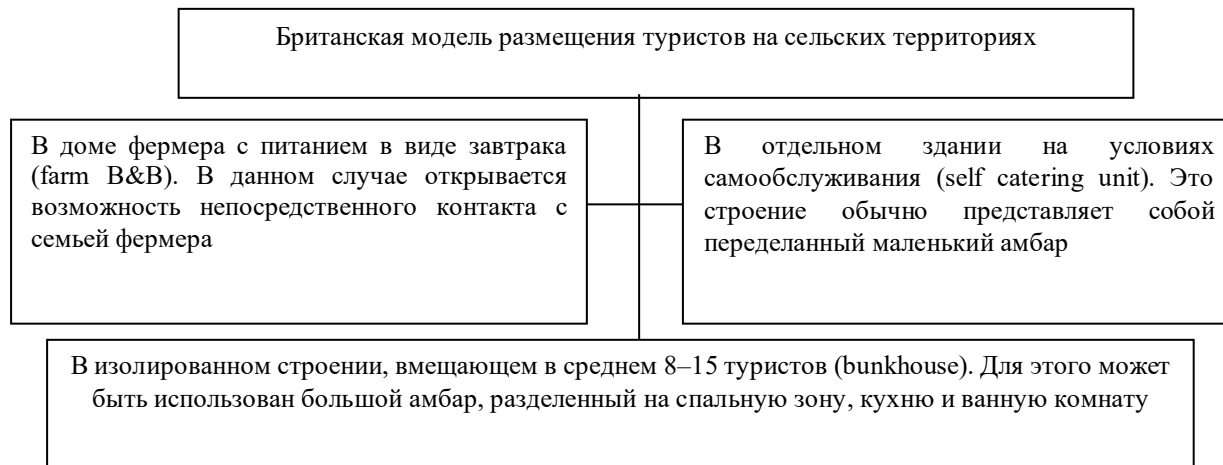 Британская модель размещения туристов на сельских территориях
В доме фермера с питанием в виде завтрака
(farm B&B). В данном случае открывается
возможность непосредственного контакта с
семьей фермера
В отдельном здании на условиях
самообслуживания (self catering unit). Это
строение обычно представляет собой
переделанный маленький амбар
В изолированном строении, вмещающем в среднем 8–15 туристов (bunkhouse). Для этого может
быть использован большой амбар, разделенный на спальную зону, кухню и ванную комнату